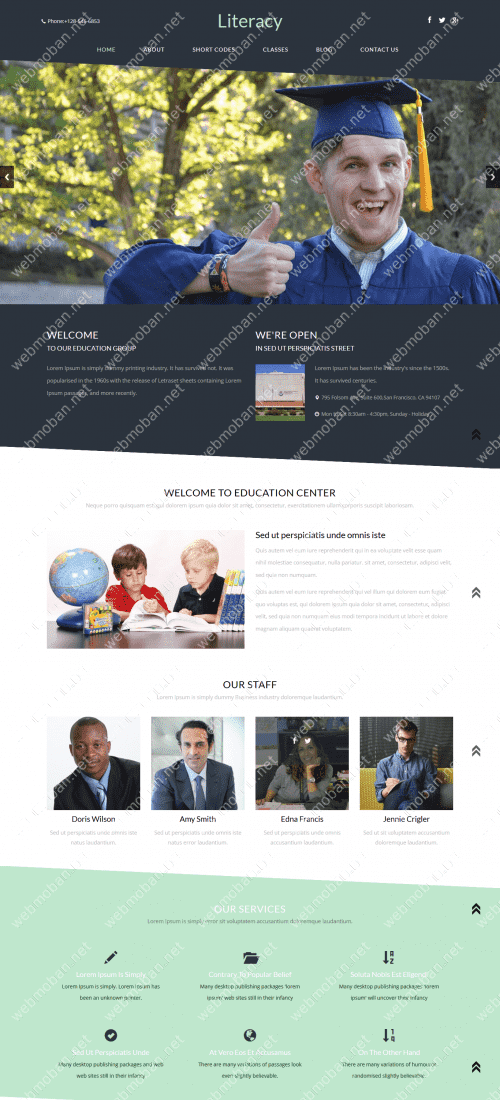 Phone:+128 646 6853
Literacy
HOME ABOUT SHORT CODES CLASSES BLOG CONTACT US
WELCOME
TO OUR EDUCATION GROUP
Lorem Ipsum is simply dummy printing industry. It has survived not. It was
popularised in the 1960s with the release of Letraset sheets containing Lorem
Ipsum passages, and more recently.
WE'RE OPEN
IN SED UT PERSPICIATIS STREET
Lorem Ipsum has been the industry's since the 1500s.
It has survived centuries.
795 Folsom Ave, Suite 600,San Francisco, CA 94107
Mon to Sat 8:30am - 4:30pm, Sunday - Holiday
WELCOME TO EDUCATION CENTER
Neque porro quisquam est qui dolorem ipsum quia dolor sit amet, consectetur, exercitationem ullam corporis suscipit laboriosam.
Sed ut perspiciatis unde omnis iste
Quis autem vel eum iure reprehenderit qui in ea voluptate velit esse quam
nihil molestiae consequatur, nulla pariatur. sit amet, consectetur, adipisci velit,
sed quia non numquam.
Quis autem vel eum iure reprehenderit qui vel illum qui dolorem eum fugiat
quo voluptas est, qui dolorem ipsum quia dolor sit amet, consectetur, adipisci
velit, sed quia non numquam eius modi tempora incidunt ut labore et dolore
magnam aliquam quaerat voluptatem.
OUR STAFF
Lorem Ipsum is simply dummy the has industry doloremque laudantium.
Doris Wilson
Sed ut perspiciatis unde omnis iste
natus laudantium.
Amy Smith
Sed ut perspiciatis unde omnis iste
natus error laudantium.
Edna Francis
Sed ut perspiciatis unde omnis
accusantium laudantium.
Jennie Crigler
Sed ut sit voluptatem accusantium
doloremque laudantium.
OUR SERVICES
Lorem Ipsum is simply error sit voluptatem accusantium doloremque laudantium.
Lorem Ipsum Is Simply
Lorem Ipsum is simply has
been an unknown printer.
Contrary To Popular Belief
Many desktop publishing packages 'lorem
ipsum' web sites still in their infancy
Soluta Nobis Est Eligendi
Many desktop publishing packages 'lorem
ipsum' will uncover their infancy
Sed Ut Perspiciatis Unde
Many desktop publishing packages and web
web sites still in their infancy
At Vero Eos Et Accusamus
There are many variations of passages look
even slightly believable.
On The Other Hand
There are many variations of humour, or
randomised slightly believable.
webmoban.net